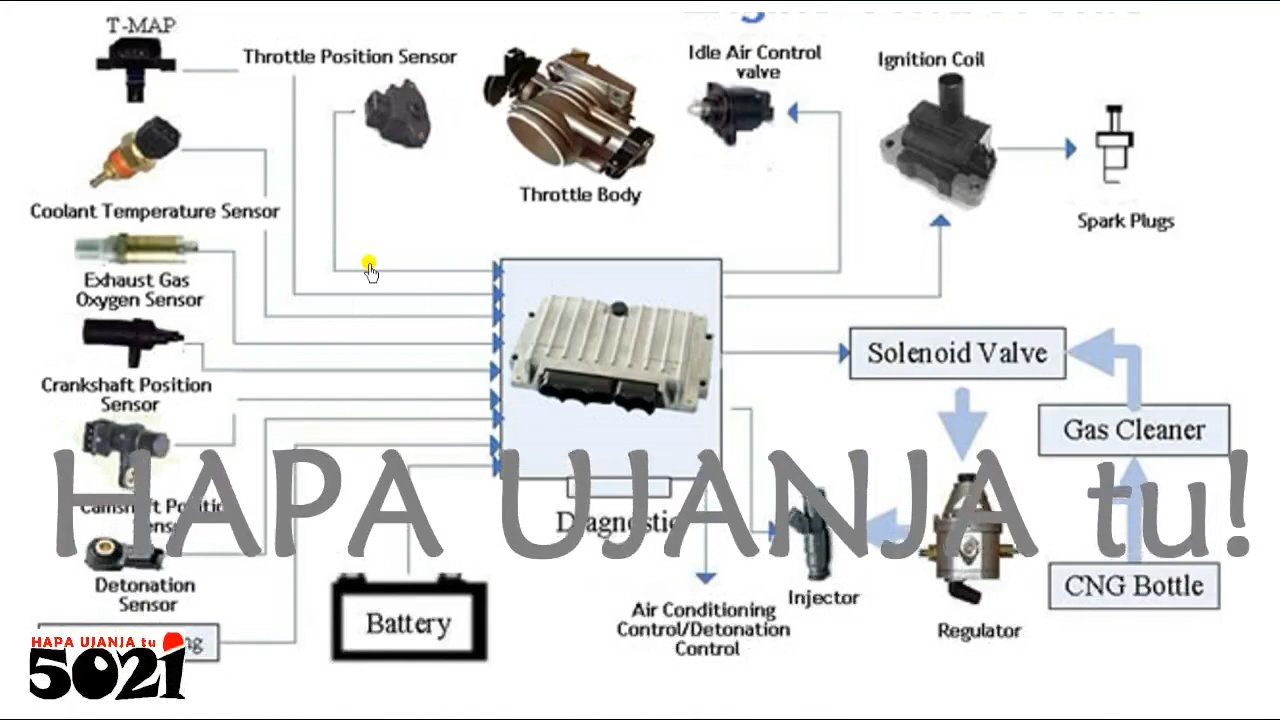 T-MAP
Throttle Position Sensor
Idle Air Control
valve
Ignition Coil
Throttle Body
Spark Plugs
Coolant Temperature Sensor
Exhaust Gas
Oxygen Sensor
Crankshaft Position
Sensor
Solenoid Valve
Gas Cleaner
HAPA UJANJA tu!
Diagnostic
Detonation
Sensor
Battery
Injector
CNG Bottle
Air Conditioning
Control/Detonation
Control
Regulator
HAPA UJANJA tu
5021